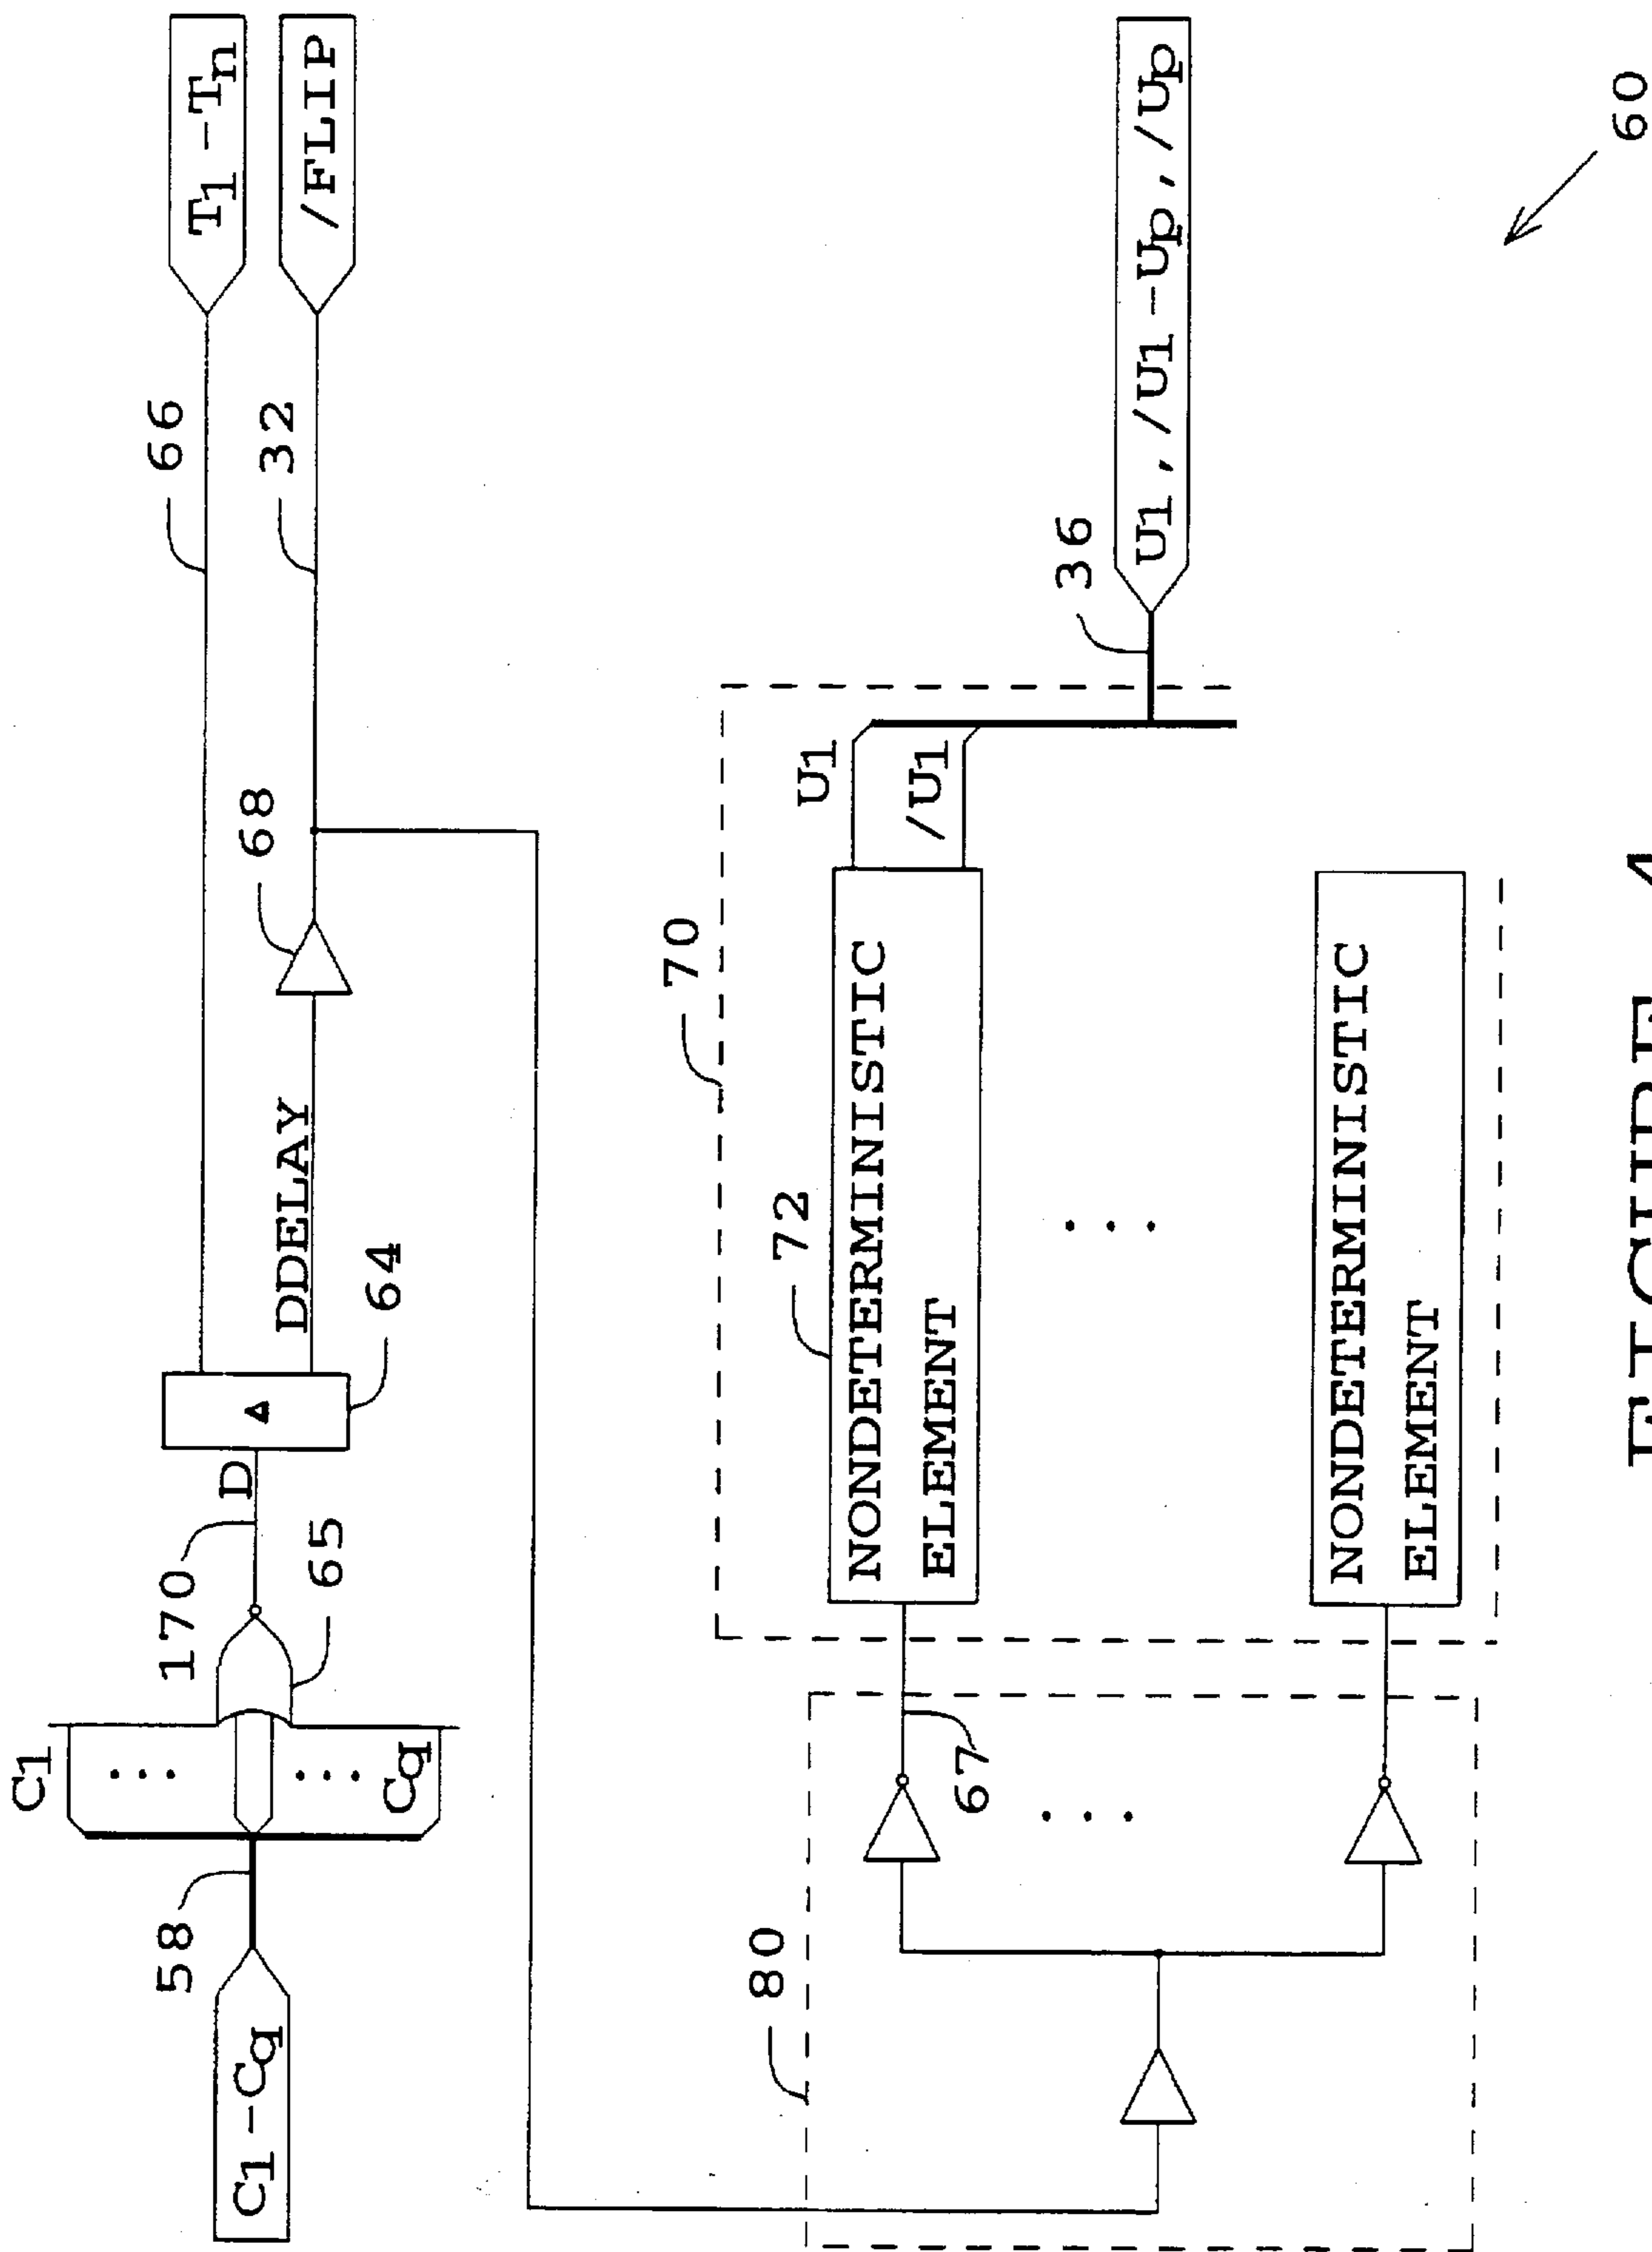 C1-Cq
58
C1
Cq
65
170
D
64
DDELAY
68
66
T1-Tn
32
/FLIP
80
67
70
72
NONDETERMINISTIC
ELEMENT
U1
/U1
NONDETERMINISTIC
ELEMENT
36
U1,/U1-Up,/Up
60
FIGURE 4